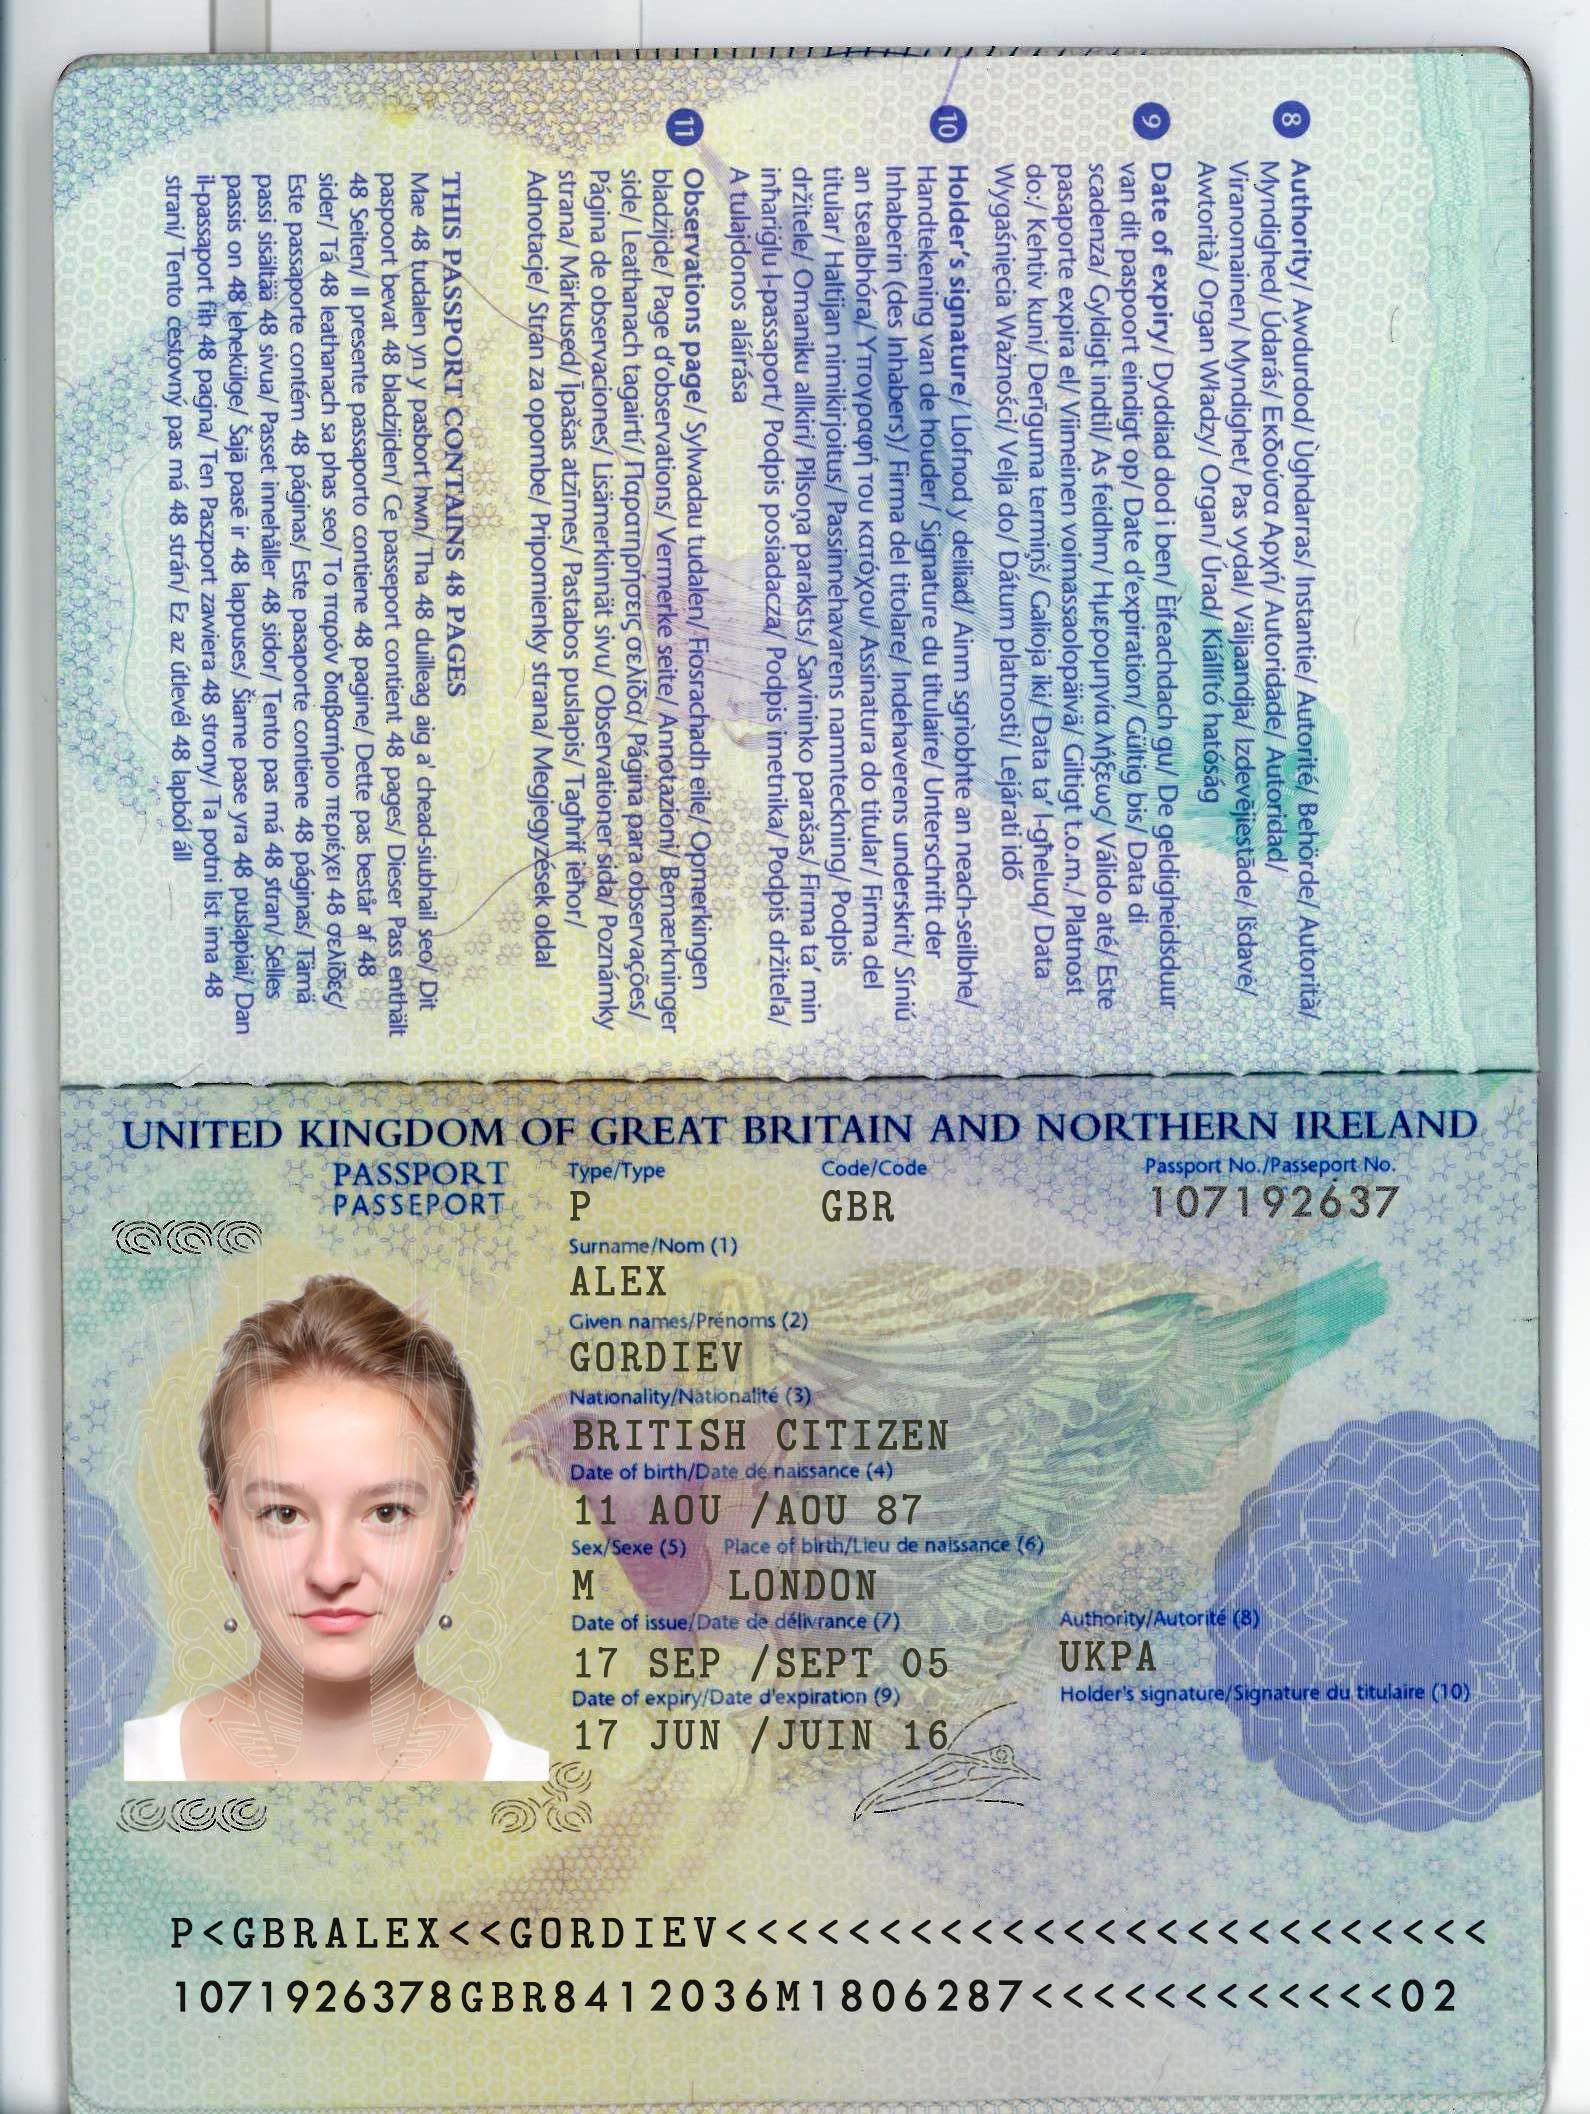 8 Authority/ Awdurdod/ Ùghdarras/ Instantie/ Autorité/ Behörde/ Autorità/
Myndighed/ Údarás/ Εκδούσα Αρχή/ Autoridade/ Autoridad/
Viranomainen/ Myndighet/ Pas vydal/ Väljaandja/ Izdevējiestāde/ Išdavė/
Awtorità/ Organ Władzy/ Organ/ Úrad/ Kiállító hatóság
9 Date of expiry/ Dyddiad dod i ben/ Èifeachdach gu/ De geldigheidsduur
van dit paspoort eindigt op/ Date d'expiration/ Gültig bis/ Data di
scadenza/ Gyldigt indtil/ As feidhm/ Ημερομηνία λήξεως/ Válido até/ Este
pasaporte expira el/ Viimeinen voimassaolopäivä/ Giltigt t.o.m./ Platnost
do:/ Kehtiv kuni/ Derīguma termiņš/ Galioja iki/ Data ta' l-għeluq/ Data
Wygaśnięcia Ważności/ Velja do/ Dátum platnosti/ Lejárati idő
10 Holder's signature/ Llofnod y deiliad/ Ainm sgrìobhte an neach-seilbhe/
Handtekening van de houder/ Signature du titulaire/ Unterschrift der
Inhaberin (des Inhabers)/ Firma del titolare/ Indehaverens underskrit/ Síniú
an tsealbhóra/ Υπογραφή του κατόχου/ Assinatura do titular/ Firma del
titular/ Haltijan nimikirjoitus/ Passinnehavarens namnteckning/ Podpis
držitele/ Omaniku allkiri/ Pilsoņa paraksts/ Savininko parašas/ Firma ta' min
inħariġlu l-passaport/ Podpis posiadacza/ Podpis imetnika/ Podpis držiteľa/
A tulajdonos aláírása
11 Observations page/ Sylwadau tudalen/ Fiosrachadh eile/ Opmerkingen
bladzijde/ Page d'observations/ Vermerke seite/ Annotazioni/ Bemærkninger
side/ Leathanach tagairtí/ Παρατηρήσεις σελίδα/ Página para observações/
Página de observaciones/ Lisämerkinnät sivu/ Observationer sida/ Poznámky
strana/ Märkused/ Īpašas atzīmes/ Pastabos puslapis/ Tagħrif ieħor/
Adnotacje/ Stran za opombe/ Pripomienky strana/ Megjegyzések oldal
THIS PASSPORT CONTAINS 48 PAGES
Mae 48 tudalen yn y pasbort hwn/ Tha 48 duilleag aig a' chead-siubhail seo/ Dit
paspoort bevat 48 bladzijden/ Ce passeport contient 48 pages/ Dieser Pass enthält
48 Seiten/ Il presente passaporto contiene 48 pagine/ Dette pas består af 48
sider/ Tá 48 leathanach sa phas seo/ Το παρόν διαβατήριο περιέχει 48 σελίδες/
Este passaporte contém 48 páginas/ Este pasaporte contiene 48 páginas/ Tämä
passi sisältää 48 sivua/ Passet innehåller 48 sidor/ Tento pas má 48 stran/ Selles
passis on 48 lehekülge/ Šajā pasē ir 48 lappuses/ Šiame pase yra 48 puslapiai/ Dan
il-passaport fih 48 paġna/ Ten Paszport zawiera 48 strony/ Ta potni list ima 48
strani/ Tento cestovný pas má 48 strán/ Ez az útlevél 48 lapból áll
UNITED KINGDOM OF GREAT BRITAIN AND NORTHERN IRELAND
PASSPORT Type/Type Code/Code Passport No./Passeport No.
PASSEPORT P GBR 107192637
Surname/Nom (1)
ALEX
Given names/Prénoms (2)
GORDIEV
Nationality/Nationalité (3)
BRITISH CITIZEN
Date of birth/Date de naissance (4)
11 AOU /AOU 87
Sex/Sexe (5) Place of birth/Lieu de naissance (6)
M LONDON
Date of issue/Date de délivrance (7) Authority/Autorité (8)
17 SEP /SEPT 05 UKPA
Date of expiry/Date d'expiration (9) Holder's signature/Signature du titulaire (10)
17 JUN /JUIN 16
P<GBRALEX<<GORDIEV<<<<<<<<<<<<<<<<<<<<<<<<<
1071926378GBR8412036M1806287<<<<<<<<<<<<02